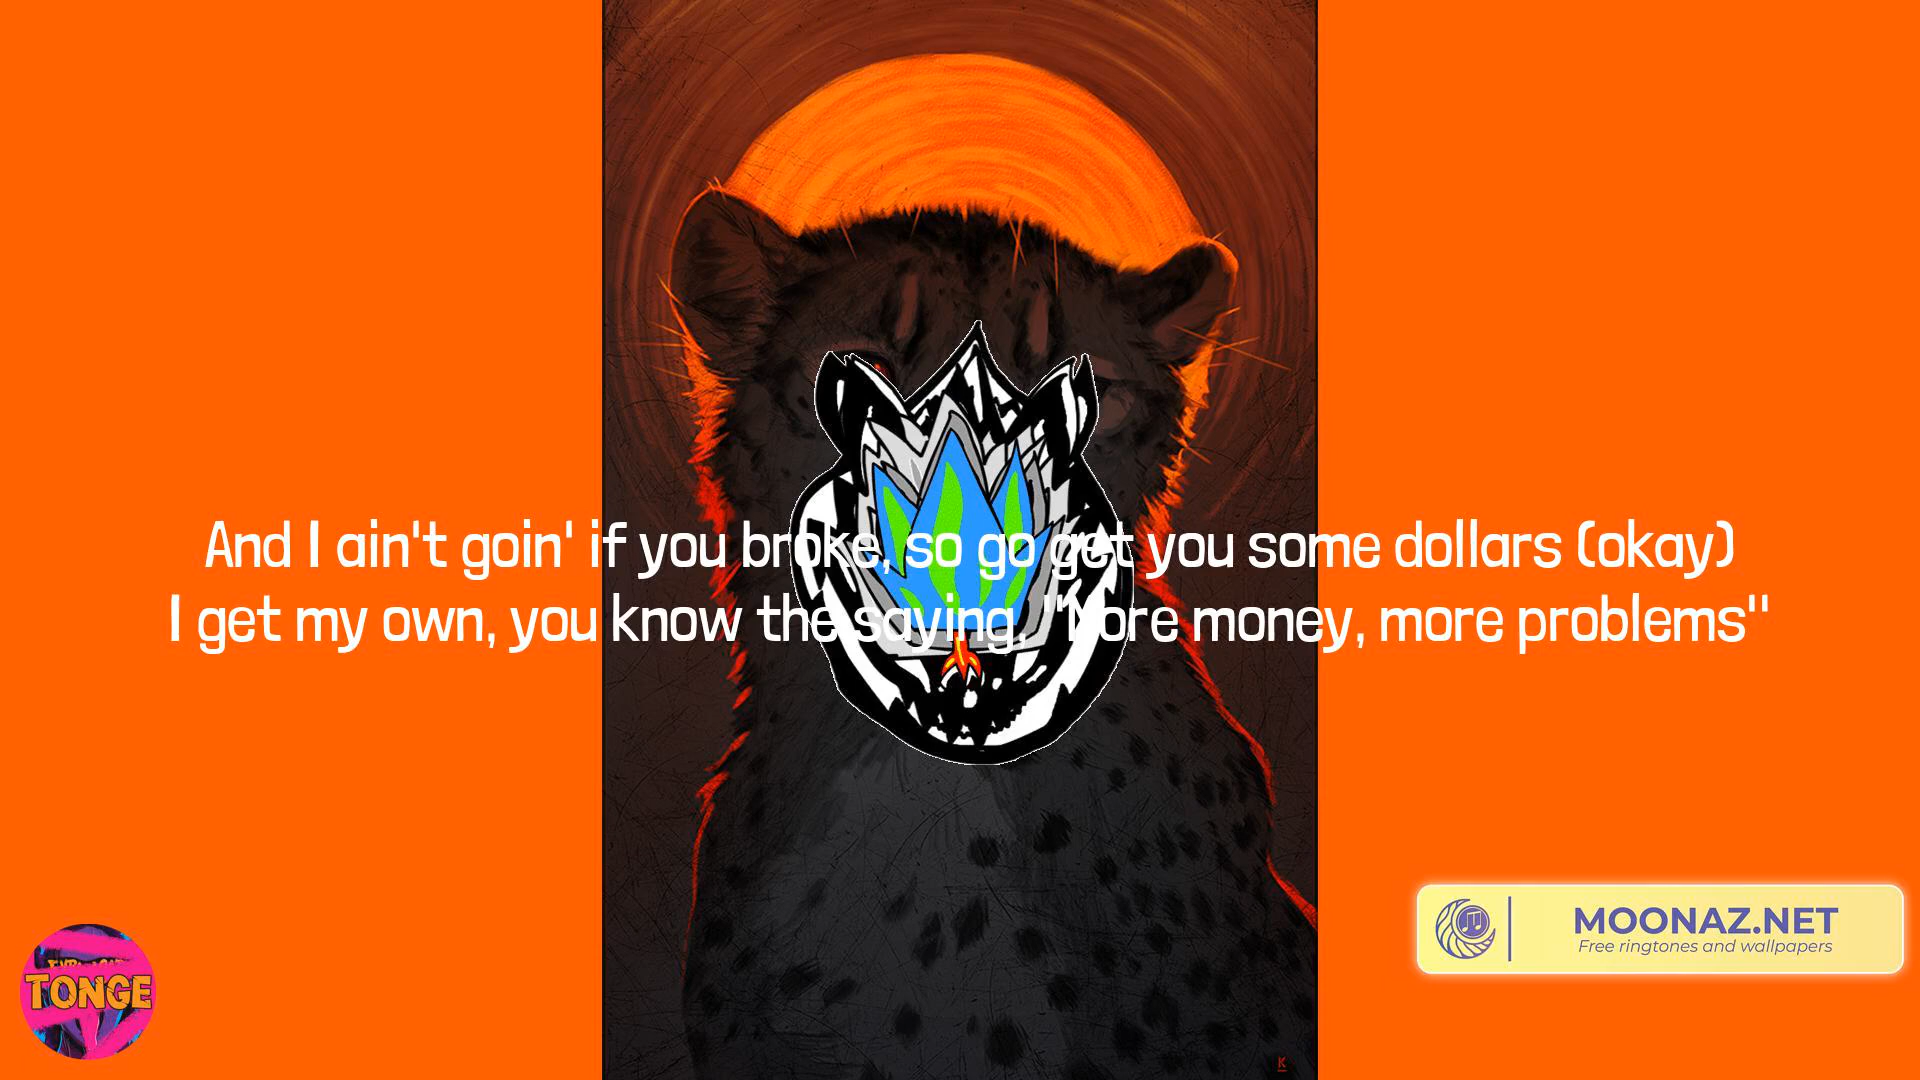 And I ain't goin' if you broke, so go get you some dollars (okay)
I get my own, you know the saying, "More money, more problems"
MOONAZ.NET
Free ringtones and wallpapers
TONGE
K